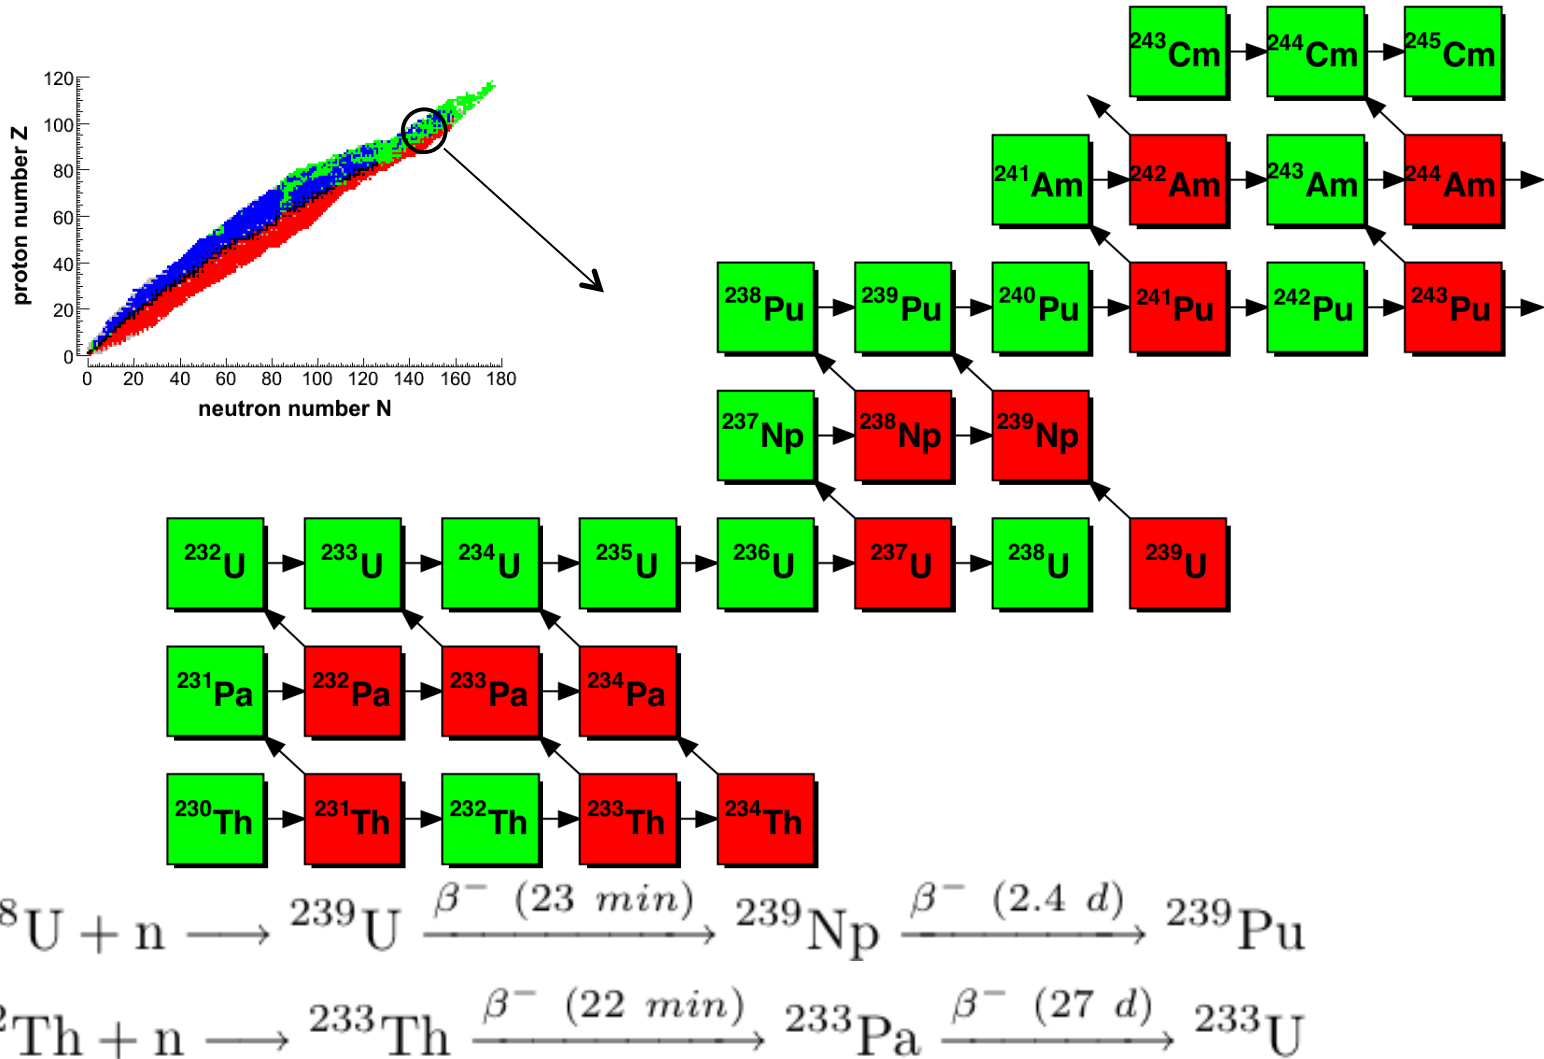 243Cm 244Cm 245Cm
120
100
80
60
40
20
0
proton number Z
0 20 40 60 80 100 120 140 160 180
neutron number N
241Am 242Am 243Am 244Am
238Pu 239Pu 240Pu 241Pu 242Pu 243Pu
237Np 238Np 239Np
232U 233U 234U 235U 236U 237U 238U 239U
231Pa 232Pa 233Pa 234Pa
230Th 231Th 232Th 233Th 234Th
8U + n ⟶ 239U β− (23 min) ⟶ 239Np β− (2.4 d) ⟶ 239Pu
2Th + n ⟶ 233Th β− (22 min) ⟶ 233Pa β− (27 d) ⟶ 233U